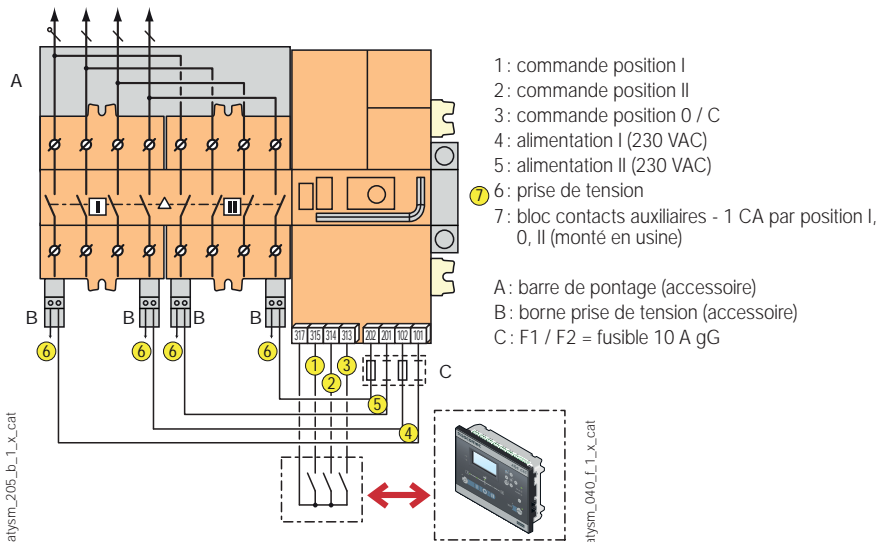 A
I
II
1 : commande position I
2 : commande position II
3 : commande position 0 / C
4 : alimentation I (230 VAC)
5 : alimentation II (230 VAC)
6 : prise de tension
7 : bloc contacts auxiliaires - 1 CA par position I,
0, II (monté en usine)
7
A : barre de pontage (accessoire)
B : borne prise de tension (accessoire)
C : F1 / F2 = fusible 10 A gG
B
B
B
B
6
6
6
6
317
315
314
313
202
201
102
101
1
2
3
C
5
4
atysm_205_b_1_x_cat
atysm_040_f_1_x_cat